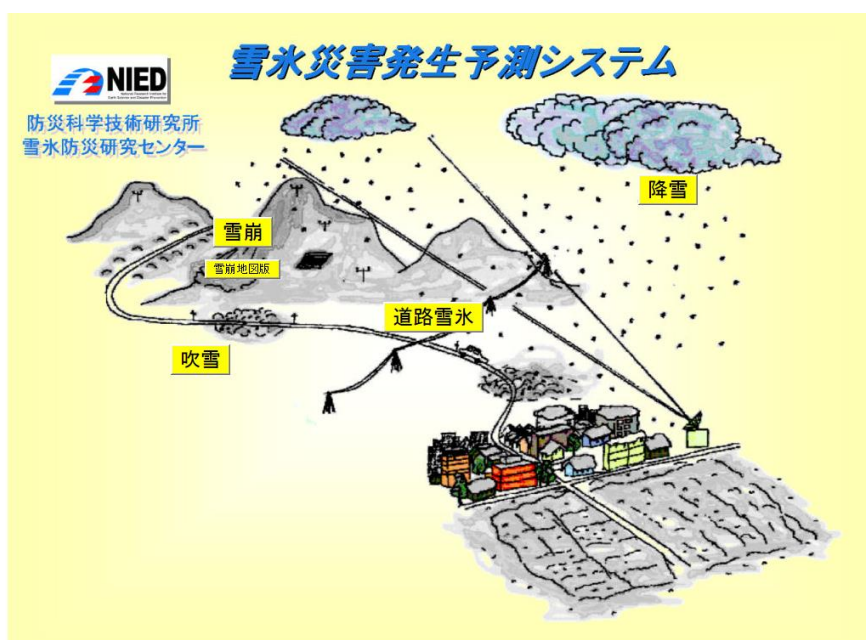 雪氷災害発生予測システム
NIED
防災科学技術研究所
雪氷防災研究センター
降雪
雪崩
雪崩地図版
道路雪氷
吹雪